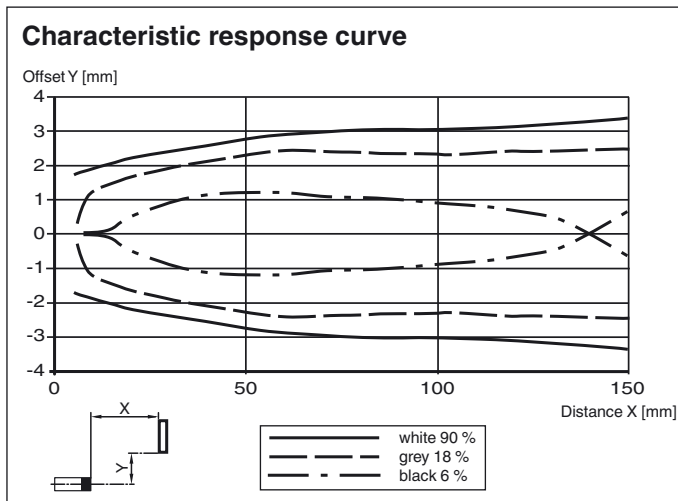 Characteristic response curve
Offset Y [mm]
4
3
2
1
0
-1
-2
-3
-4
0 50 100 150
Distance X [mm]
X
Y
white 90 %
grey 18 %
black 6 %